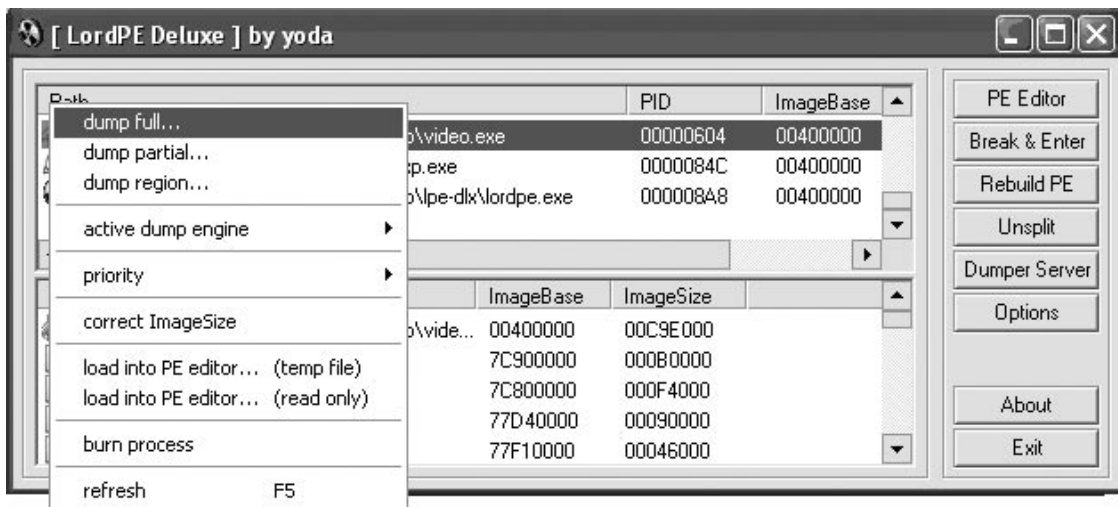 [ LordPE Deluxe ] by yoda
Path PID ImageBase
dump full...
dump partial...
dump region...
active dump engine
priority
correct ImageSize
load into PE editor... (temp file)
load into PE editor... (read only)
burn process
refresh F5
\video.exe 00000604 00400000
p.exe 0000084C 00400000
\lpe-dlx\lordpe.exe 000008A8 00400000
ImageBase ImageSize
\vide... 00400000 00C9E000
7C900000 000B0000
7C800000 000F4000
77D40000 00090000
77F10000 00046000
PE Editor
Break & Enter
Rebuild PE
Unsplit
Dumper Server
Options
About
Exit